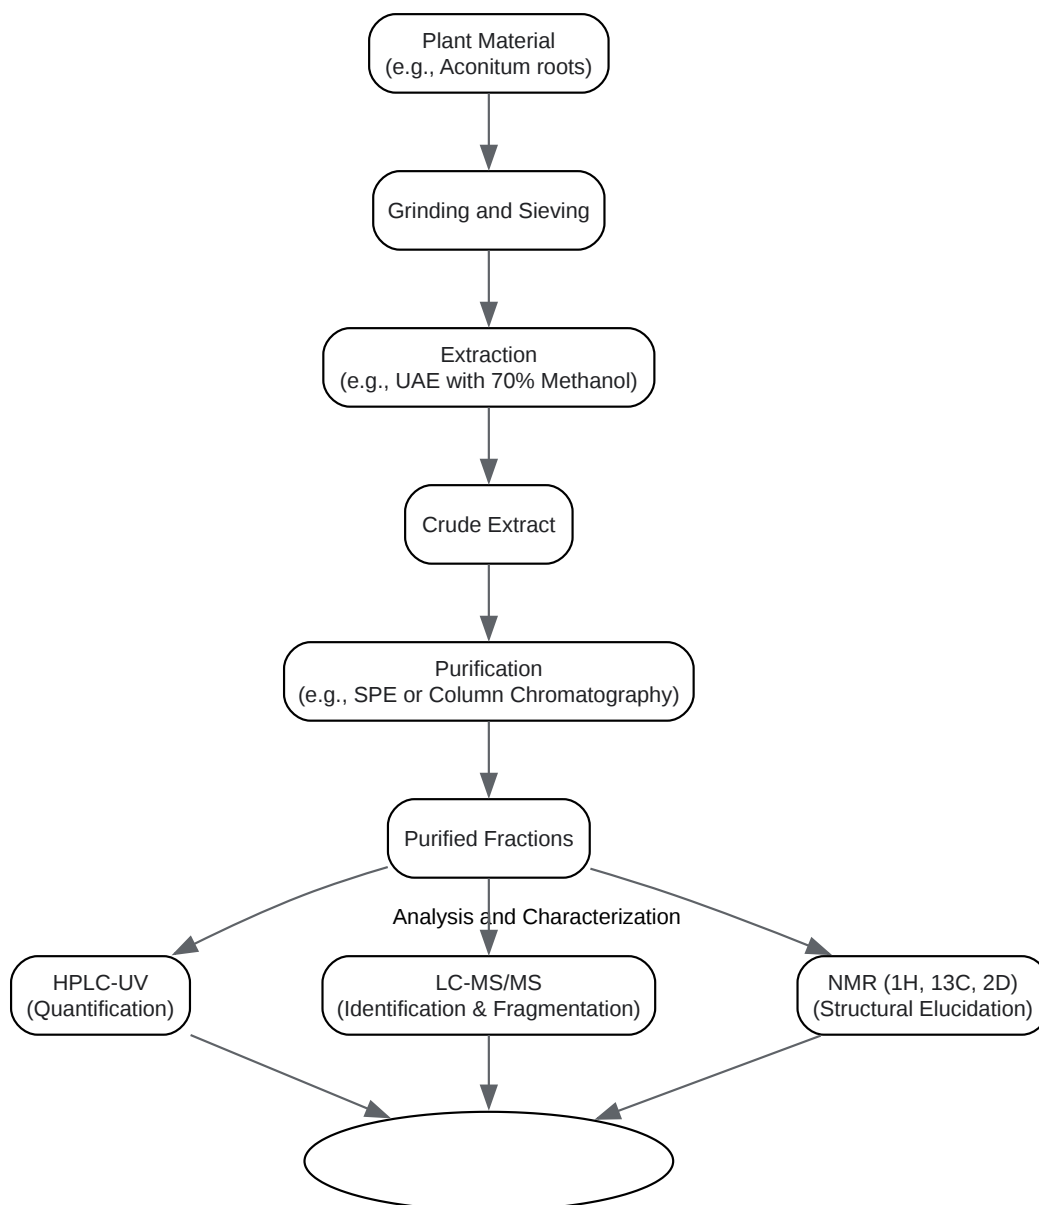 Plant Material
(e.g., Aconitum roots)
Grinding and Sieving
Extraction
(e.g., UAE with 70% Methanol)
Crude Extract
Purification
(e.g., SPE or Column Chromatography)
Purified Fractions
Analysis and Characterization
HPLC-UV
(Quantification)
LC-MS/MS
(Identification & Fragmentation)
NMR (1H, 13C, 2D)
(Structural Elucidation)